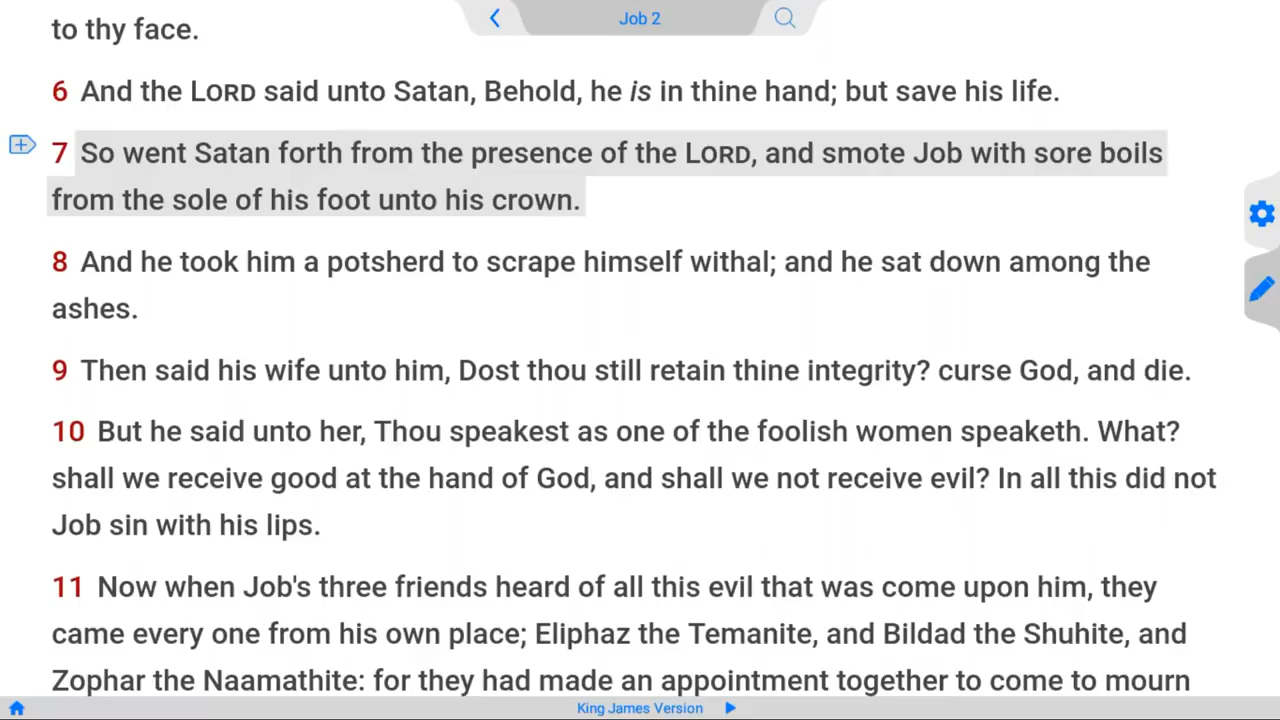 Job 2
to thy face.
6 And the LORD said unto Satan, Behold, he is in thine hand; but save his life.
7 So went Satan forth from the presence of the LORD, and smote Job with sore boils
from the sole of his foot unto his crown.
8 And he took him a potsherd to scrape himself withal; and he sat down among the
ashes.
9 Then said his wife unto him, Dost thou still retain thine integrity? curse God, and die.
10 But he said unto her, Thou speakest as one of the foolish women speaketh. What?
shall we receive good at the hand of God, and shall we not receive evil? In all this did not
Job sin with his lips.
11 Now when Job's three friends heard of all this evil that was come upon him, they
came every one from his own place; Eliphaz the Temanite, and Bildad the Shuhite, and
Zophar the Naamathite: for they had made an appointment together to come to mourn
King James Version